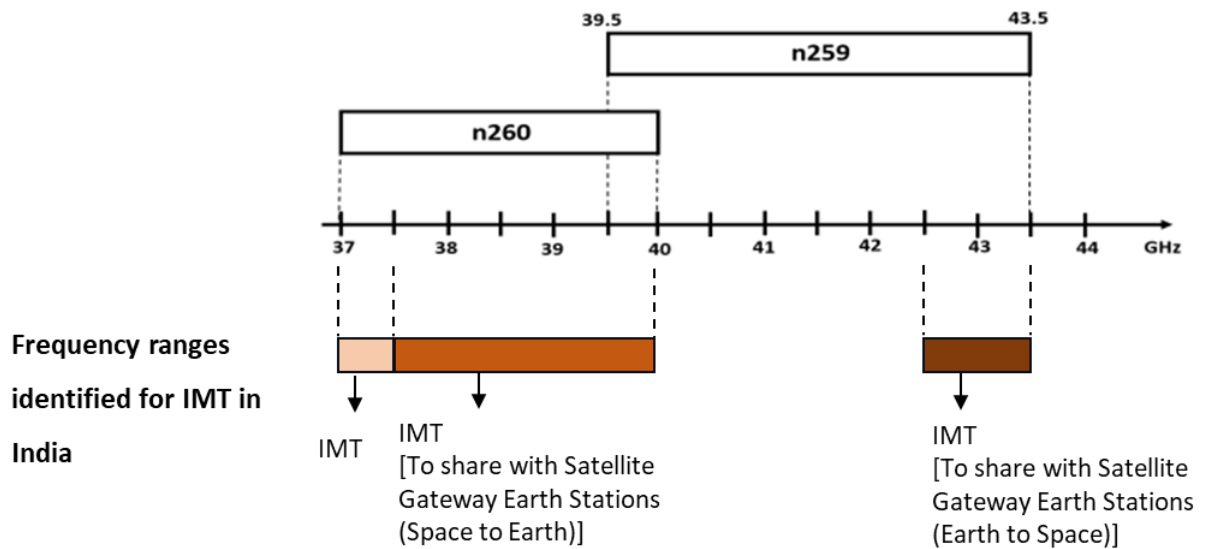 39.5
43.5
n259
n260
37
38
39
40
41
42
43
44
GHz
Frequency ranges
identified for IMT in
India
IMT
IMT
[To share with Satellite
Gateway Earth Stations
(Space to Earth)]
IMT
[To share with Satellite
Gateway Earth Stations
(Earth to Space)]